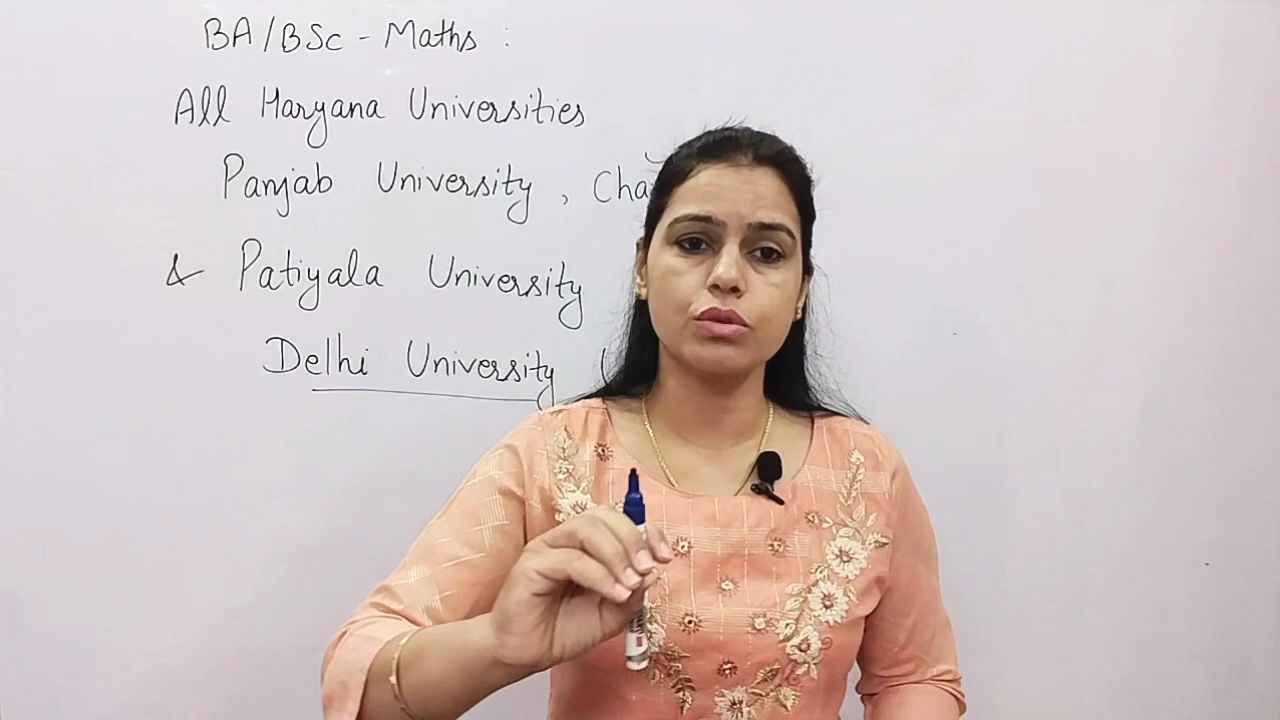 BA/BSc - Maths :
All Haryana Universities
Panjab University, Cha
& Patiyala University
Delhi University